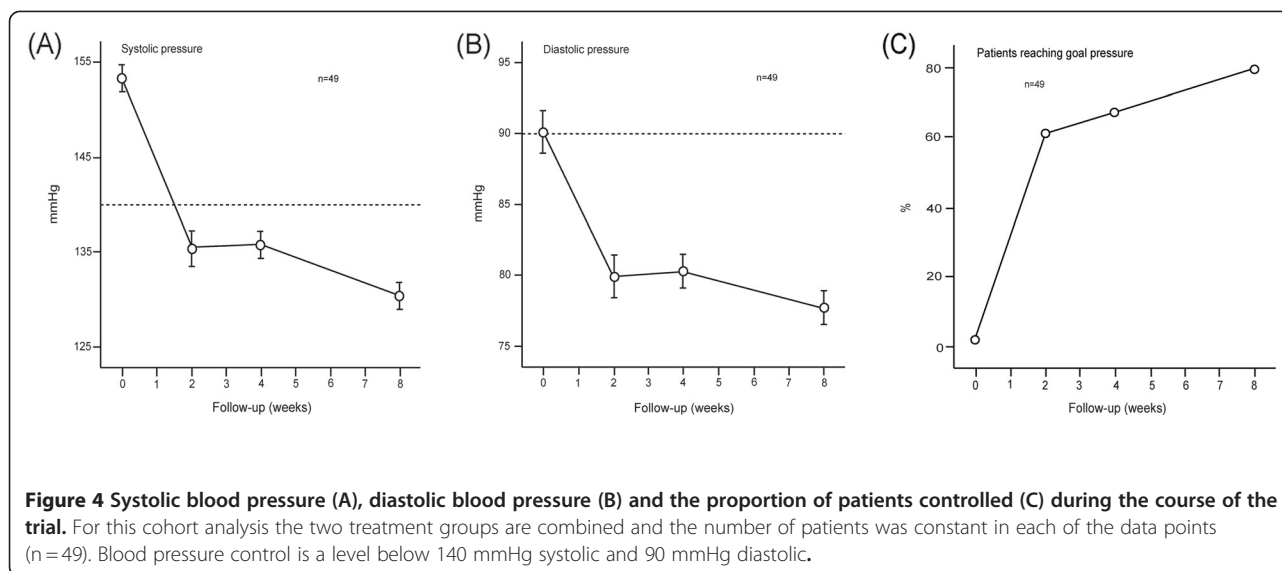 (A)
Systolic pressure
n=49
155
145
135
125
mmHg
0 1 2 3 4 5 6 7 8
Follow-up (weeks)
(B)
Diastolic pressure
n=49
95
90
85
80
75
mmHg
0 1 2 3 4 5 6 7 8
Follow-up (weeks)
(C)
Patients reaching goal pressure
n=49
80
60
40
20
0
%
0 1 2 3 4 5 6 7 8
Follow-up (weeks)
Figure 4 Systolic blood pressure (A), diastolic blood pressure (B) and the proportion of patients controlled (C) during the course of the
trial. For this cohort analysis the two treatment groups are combined and the number of patients was constant in each of the data points
(n = 49). Blood pressure control is a level below 140 mmHg systolic and 90 mmHg diastolic.